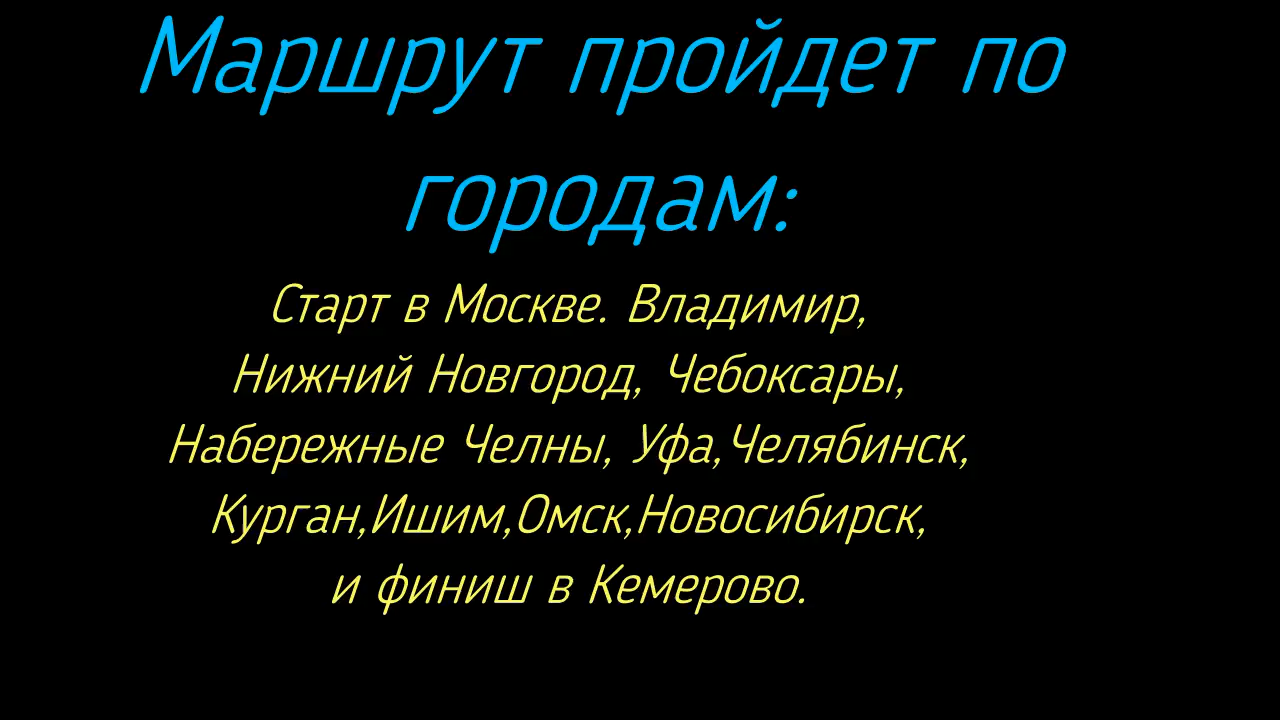 Маршрут пройдет по
городам:
Старт в Москве. Владимир,
Нижний Новгород, Чебоксары,
Набережные Челны, Уфа,Челябинск,
Курган,Ишим,Омск,Новосибирск,
и финиш в Кемерово.